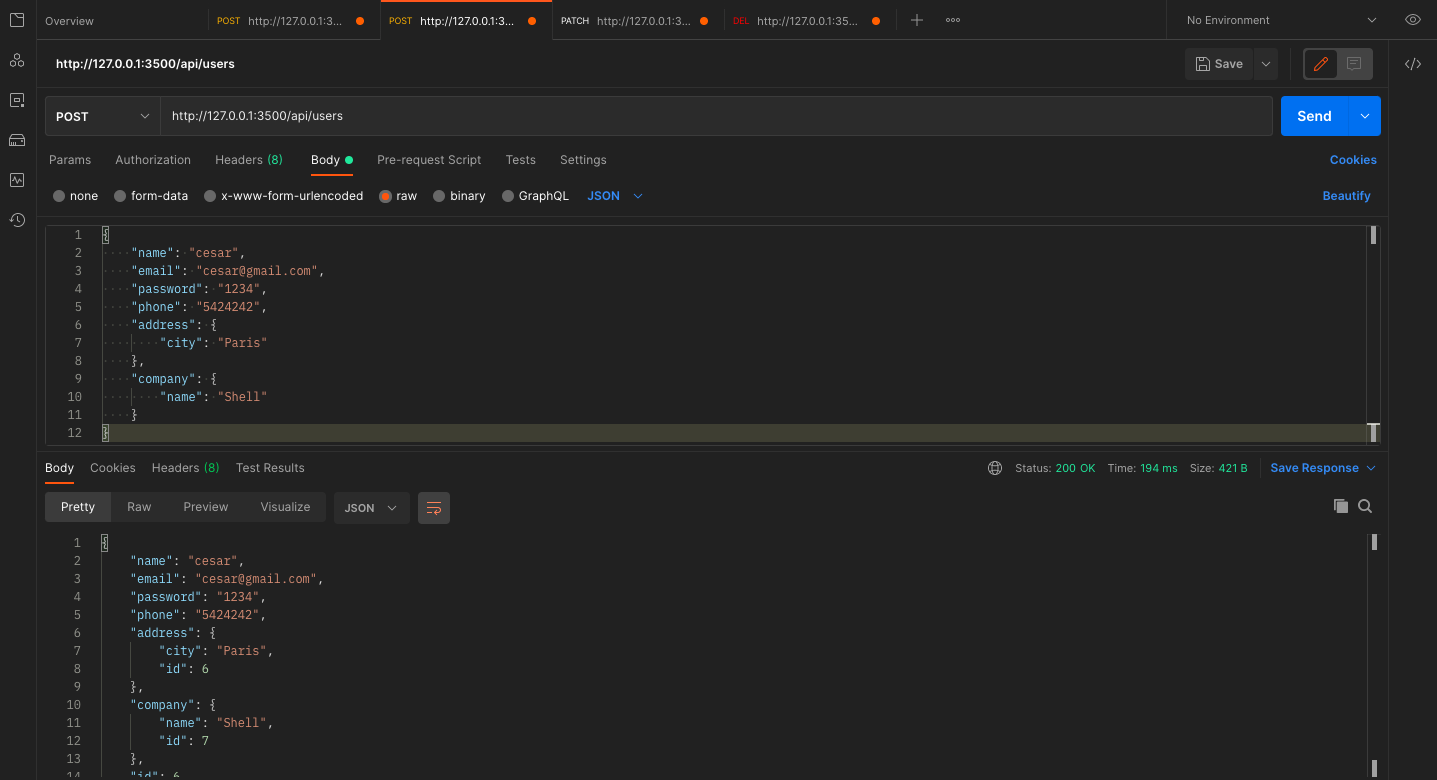 Overview POST http://127.0.0.1:3... POST http://127.0.0.1:3... PATCH http://127.0.0.1:3... DEL http://127.0.0.1:35... No Environment
http://127.0.0.1:3500/api/users Save
POST http://127.0.0.1:3500/api/users Send
Params Authorization Headers (8) Body Pre-request Script Tests Settings Cookies
none form-data x-www-form-urlencoded raw binary GraphQL JSON Beautify
1 {
2 "name": "cesar",
3 "email": "cesar@gmail.com",
4 "password": "1234",
5 "phone": "5424242",
6 "address": {
7 "city": "Paris"
8 },
9 "company": {
10 "name": "Shell"
11 }
12 }
Body Cookies Headers (8) Test Results Status: 200 OK Time: 194 ms Size: 421 B Save Response
Pretty Raw Preview Visualize JSON
1 {
2 "name": "cesar",
3 "email": "cesar@gmail.com",
4 "password": "1234",
5 "phone": "5424242",
6 "address": {
7 "city": "Paris",
8 "id": 6
9 },
10 "company": {
11 "name": "Shell",
12 "id": 7
13 },
14 "id": 6